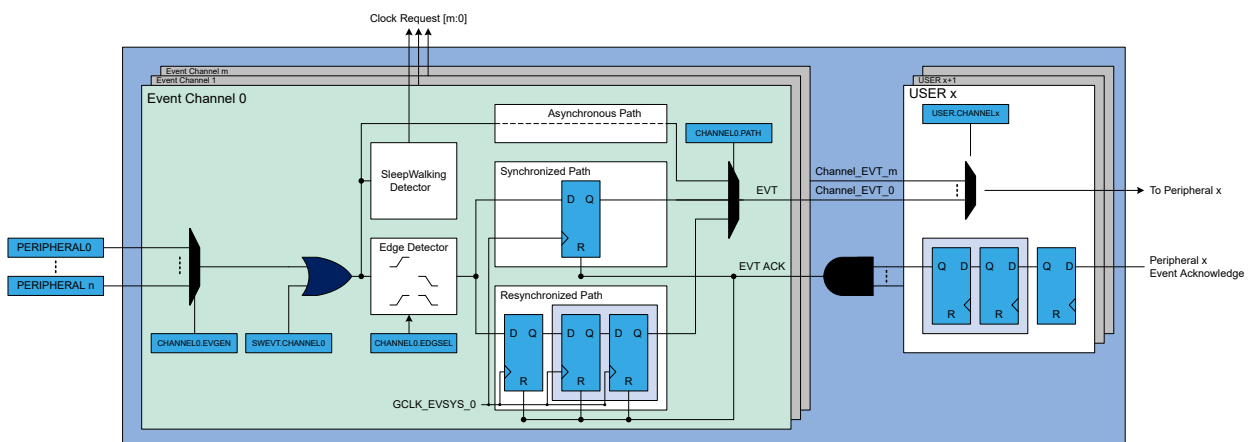 Clock Request [m:0]
Event Channel m
Event Channel 1
Event Channel 0
USER x+1
USER x
Asynchronous Path
CHANNEL0.PATH
USER.CHANNELx
SleepWalking
Detector
Synchronized Path
D Q
R
EVT
Channel_EVT_m
Channel_EVT_0
To Peripheral x
PERIPHERAL0
PERIPHERAL n
Edge Detector
EVT ACK
Q D
R
Q D
R
Q D
R
Peripheral x
Event Acknowledge
Resynchronized Path
D Q
R
D Q
R
D Q
R
CHANNEL0.EVGEN
SWEVT.CHANNEL0
CHANNEL0.EDGSEL
GCLK_EVSYS_0